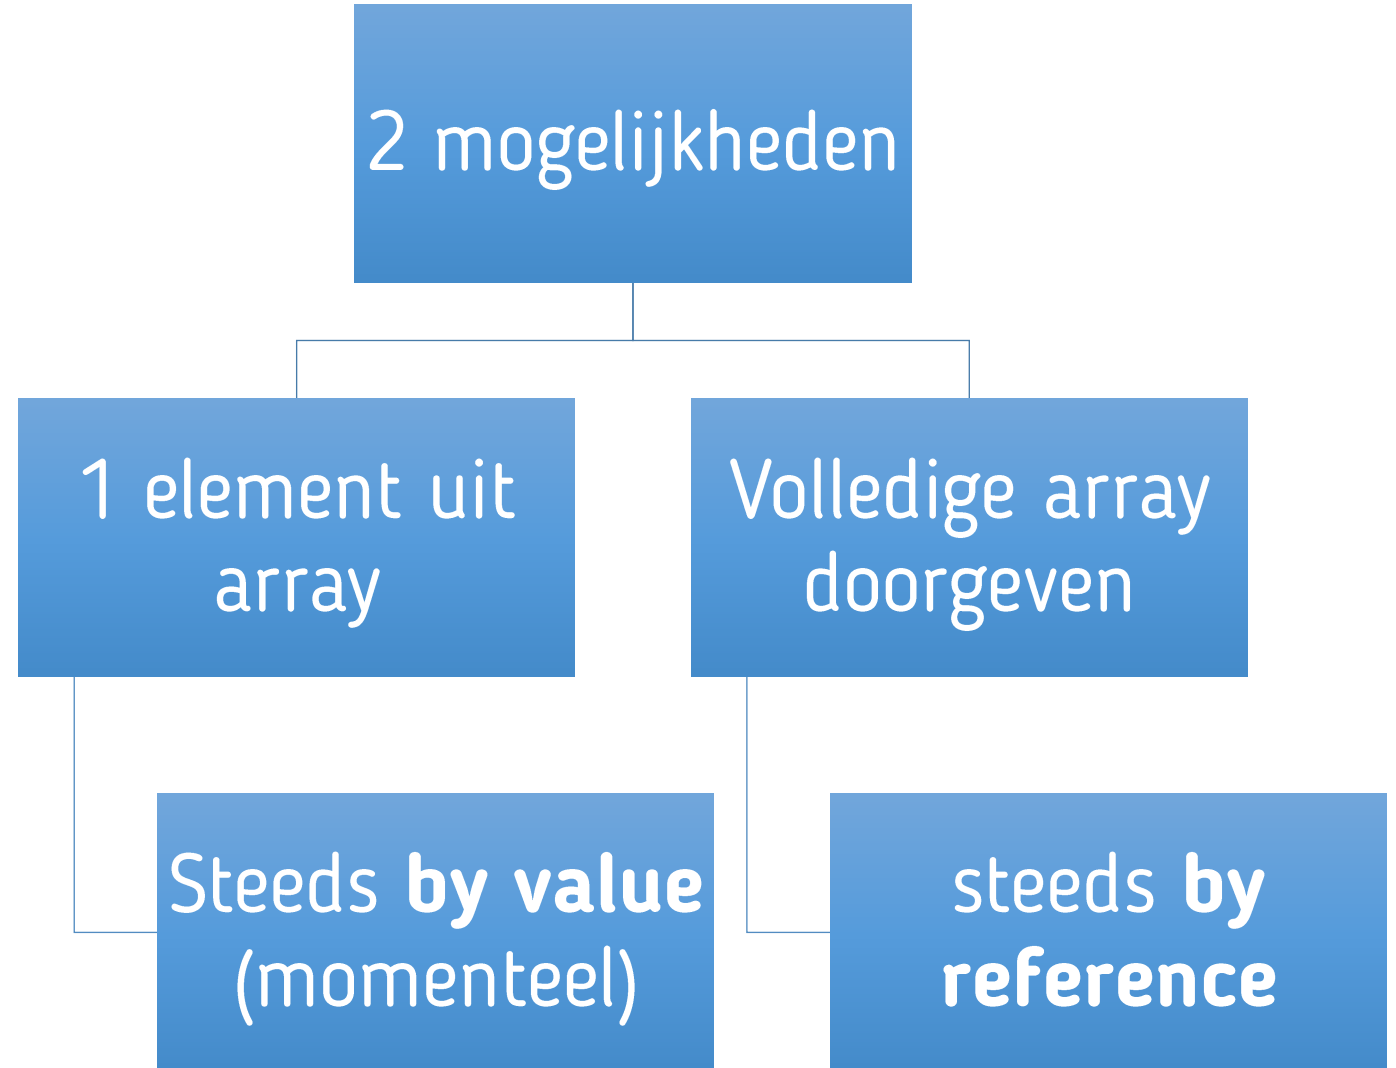 2 mogelijkheden
1 element uit
array
Volledige array
doorgeven
Steeds by value
(momenteel)
steeds by
reference